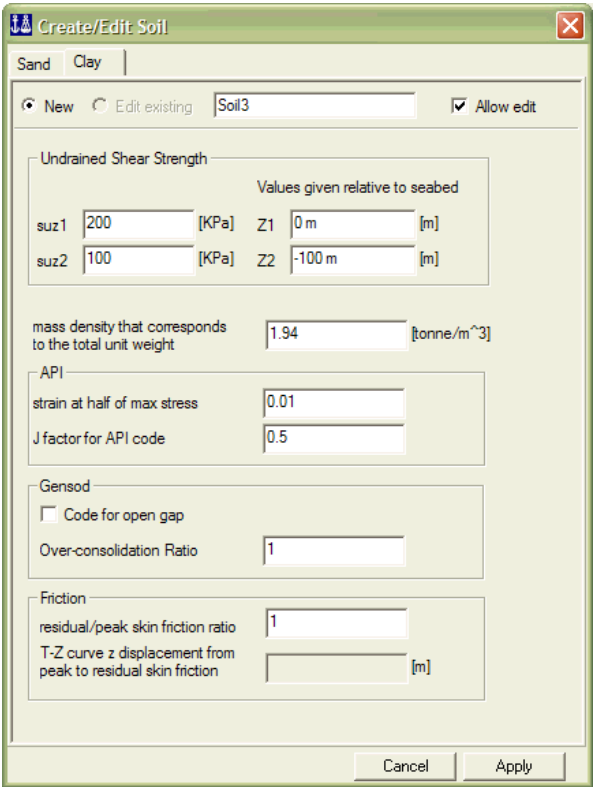 Create/Edit Soil
Sand Clay
New Edit existing Soil3 Allow edit
Undrained Shear Strength
Values given relative to seabed
suz1 200 [KPa] Z1 0 m [m]
suz2 100 [KPa] Z2 -100 m [m]
mass density that corresponds
to the total unit weight
1.94 [tonne/m^3]
API
strain at half of max stress 0.01
J factor for API code 0.5
Gensod
Code for open gap
Over-consolidation Ratio 1
Friction
residual/peak skin friction ratio 1
T-Z curve z displacement from
peak to residual skin friction [m]
Cancel Apply